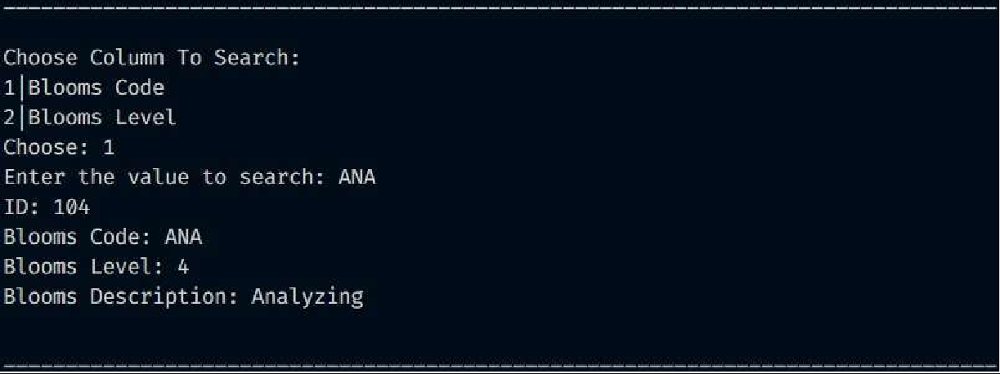 Choose Column To Search:
1|Blooms Code
2|Blooms Level
Choose: 1
Enter the value to search: ANA
ID: 104
Blooms Code: ANA
Blooms Level: 4
Blooms Description: Analyzing